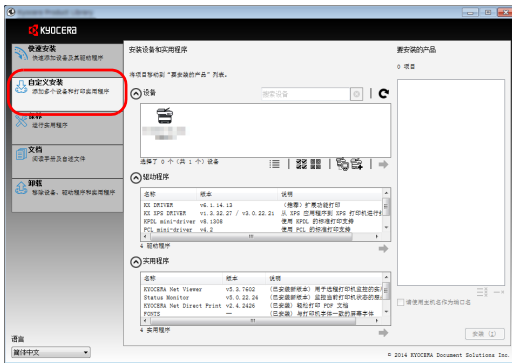 KYOCERA
快速安装
快速添加设备及其驱动程序
自定义安装
添加多个设备和打印实用程序
保养
运行实用程序
文档
阅读手册及自述文件
卸载
移除设备、驱动程序和实用程序
语言
简体中文
安装设备和实用程序
将项目移动到“要安装的产品”列表。
设备
搜索设备
选择了 0 个（共 1 个）设备
驱动程序
名称 版本 说明
KX DRIVER v6.1.14.13 （推荐）扩展功能打印
KX XPS DRIVER v1.3.32.27 / v3.0.22.21 从 XPS 应用程序到 XPS 打印机进行打
KPDL mini-driver v8.1306 使用 KPDL 的标准打印支持
PCL mini-driver v4.2 使用 PCL 的标准打印支持
4 驱动程序
实用程序
名称 版本 说明
KYOCERA Net Viewer v5.3.7602 （已安装新版本）用于远程打印机监控的实
Status Monitor v5.0.22.24 （已安装新版本）监控当前打印机状态的
KYOCERA Net Direct Print v2.4.2426 （已安装）轻松打印 PDF 文档
FONTS -- （已安装）与打印机字体一致的屏幕字体
4 实用程序
要安装的产品
0 项目
请使用主机名作为端口名
安装 (I)
© 2014 KYOCERA Document Solutions Inc.